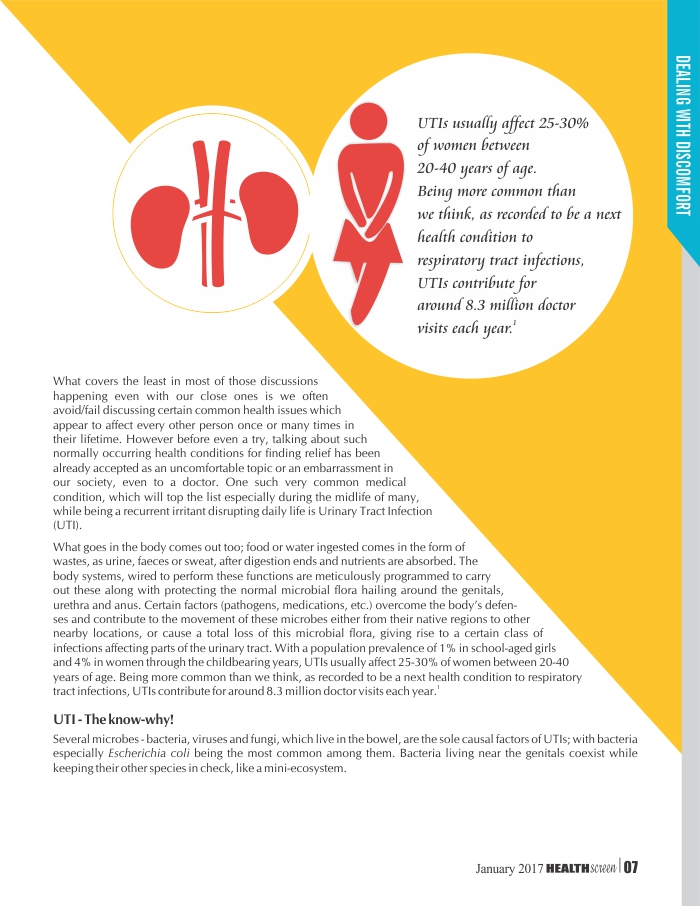 DEALING WITH DISCOMFORT
UTIs usually affect 25-30%
of women between
20-40 years of age.
Being more common than
we think, as recorded to be a next
health condition to
respiratory tract infections,
UTIs contribute for
around 8.3 million doctor
visits each year.1
What covers the least in most of those discussions
happening even with our close ones is we often
avoid/fail discussing certain common health issues which
appear to affect every other person once or many times in
their lifetime. However before even a try, talking about such
normally occurring health conditions for finding relief has been
already accepted as an uncomfortable topic or an embarrassment in
our society, even to a doctor. One such very common medical
condition, which will top the list especially during the midlife of many,
while being a recurrent irritant disrupting daily life is Urinary Tract Infection
(UTI).
What goes in the body comes out too; food or water ingested comes in the form of
wastes, as urine, faeces or sweat, after digestion ends and nutrients are absorbed. The
body systems, wired to perform these functions are meticulously programmed to carry
out these along with protecting the normal microbial flora hailing around the genitals,
urethra and anus. Certain factors (pathogens, medications, etc.) overcome the body's defen-
ses and contribute to the movement of these microbes either from their native regions to other
nearby locations, or cause a total loss of this microbial flora, giving rise to a certain class of
infections affecting parts of the urinary tract. With a population prevalence of 1% in school-aged girls
and 4% in women through the childbearing years, UTIs usually affect 25-30% of women between 20-40
years of age. Being more common than we think, as recorded to be a next health condition to respiratory
tract infections, UTIs contribute for around 8.3 million doctor visits each year.1
UTI - The know-why!
Several microbes - bacteria, viruses and fungi, which live in the bowel, are the sole causal factors of UTIs; with bacteria
especially Escherichia coli being the most common among them. Bacteria living near the genitals coexist while
keeping their other species in check, like a mini-ecosystem.
January 2017 HEALTHscreen | 07